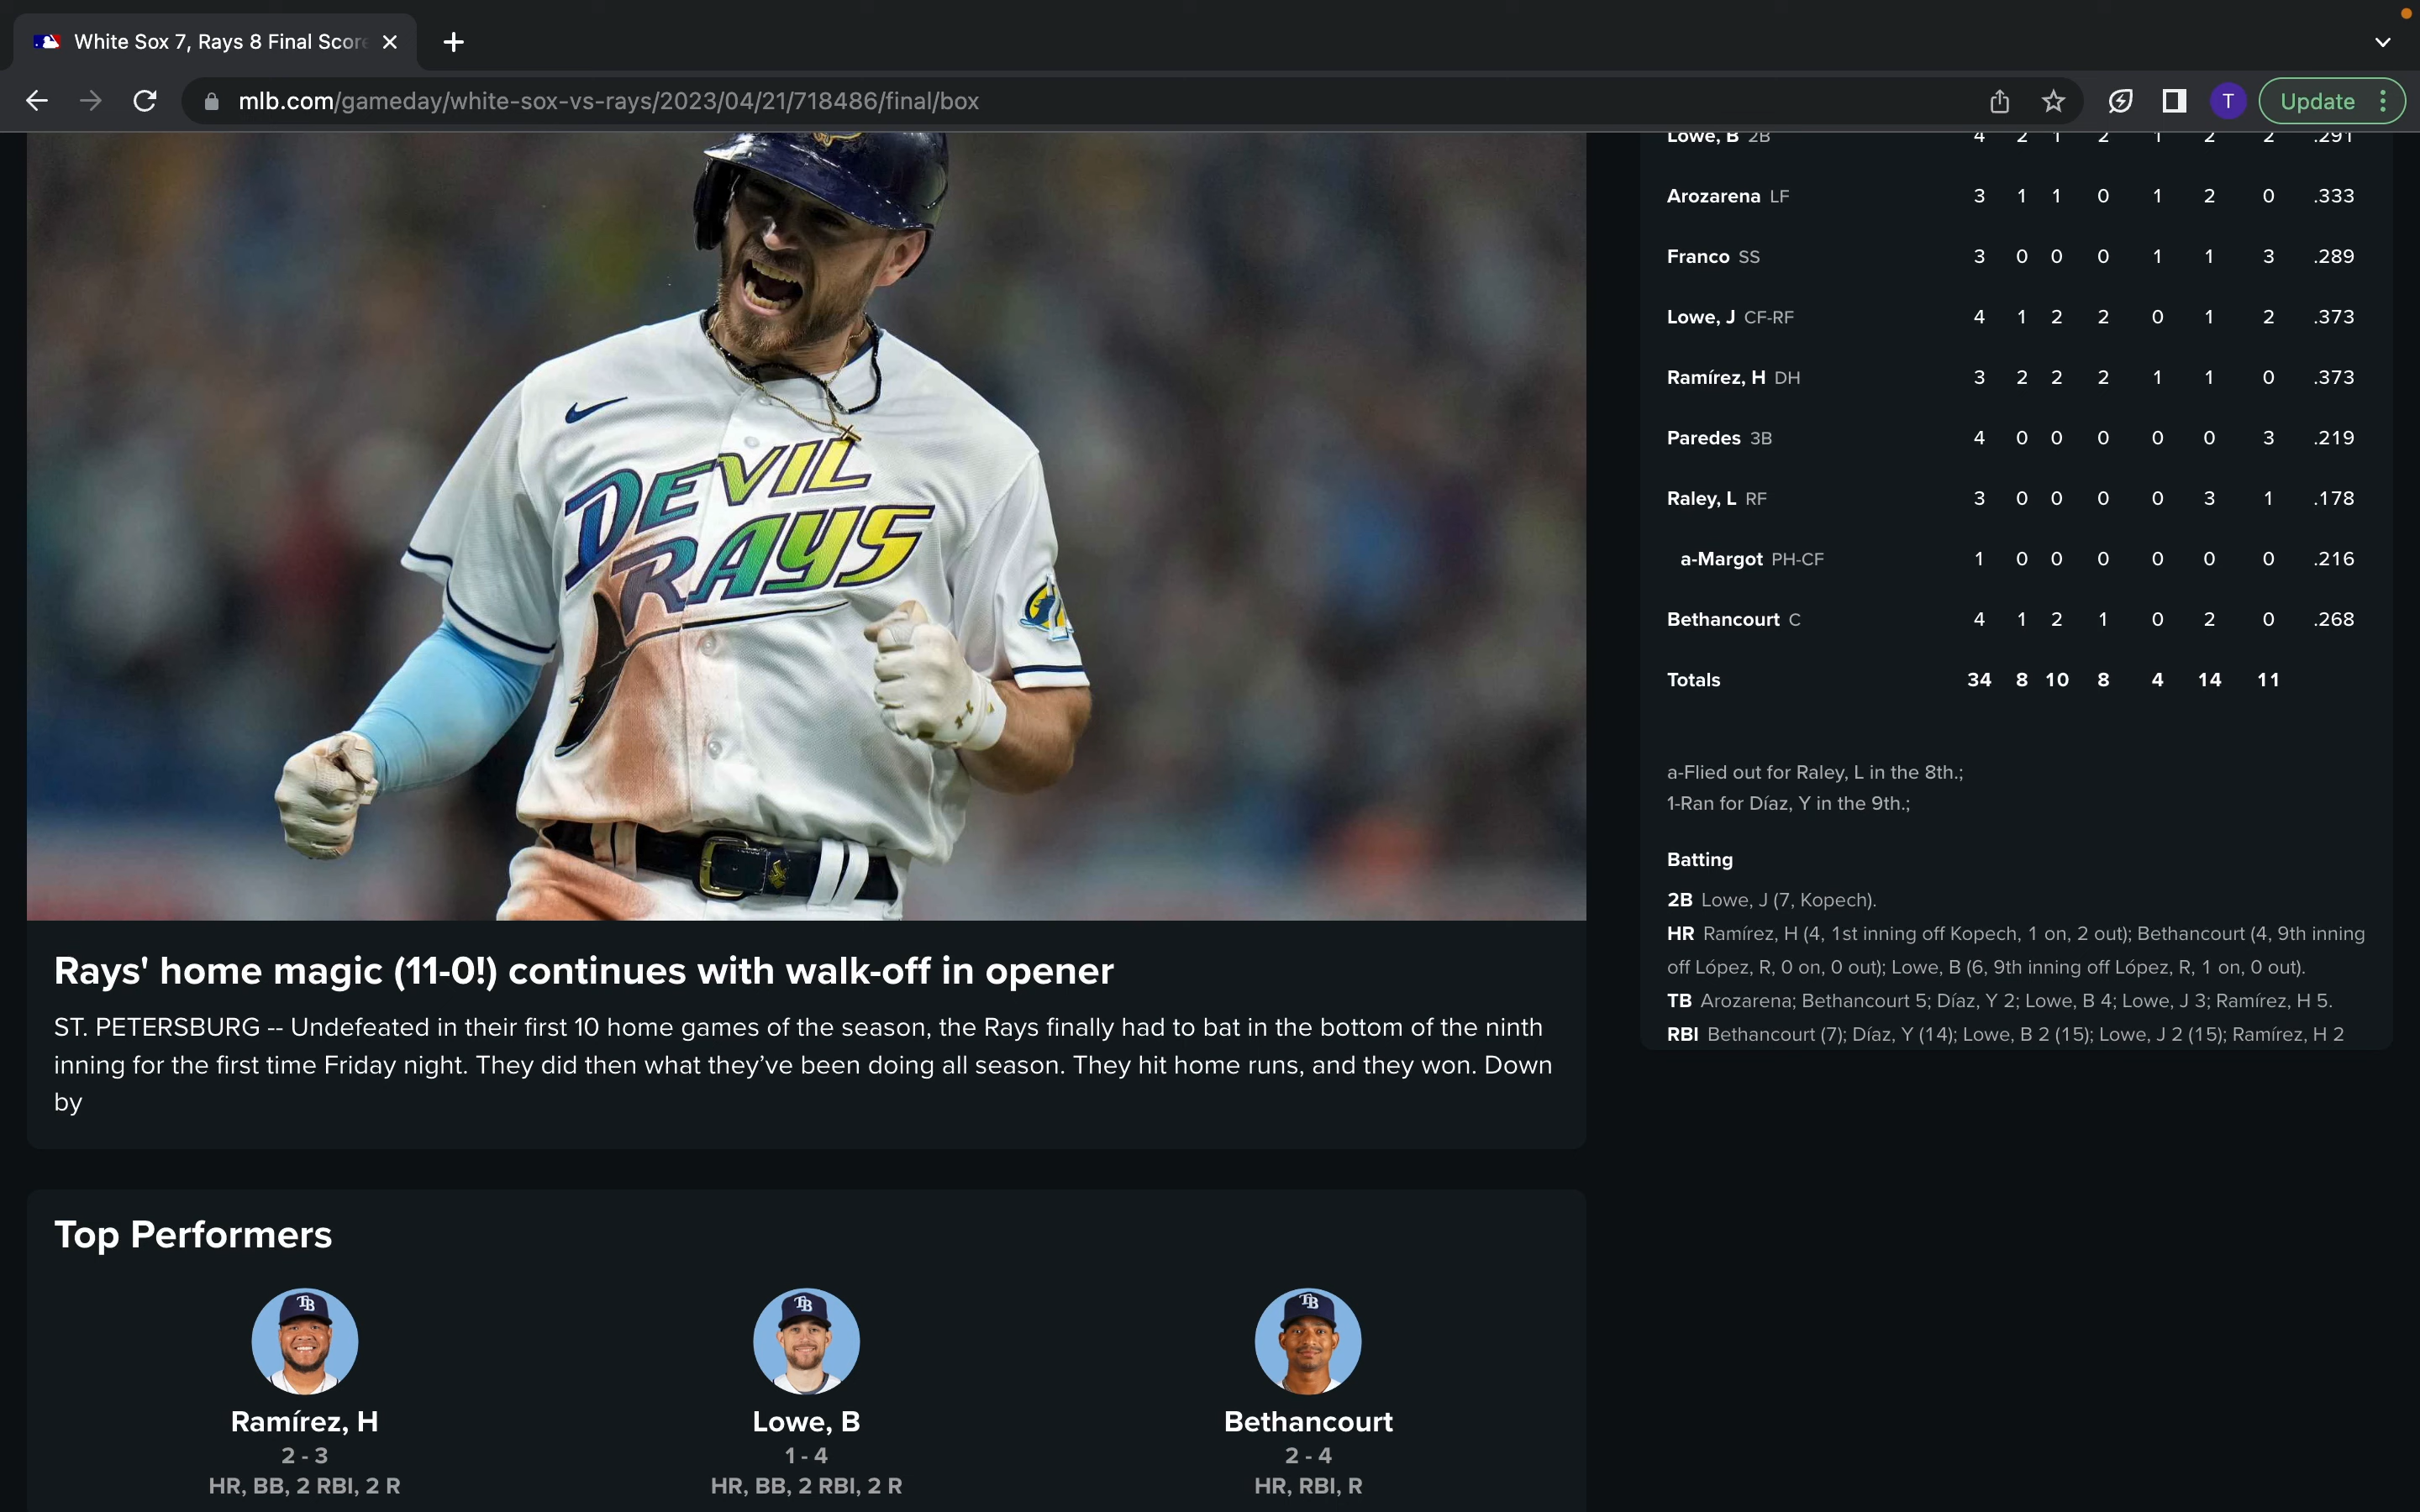 White Sox 7, Rays 8 Final Score
mlb.com/gameday/white-sox-vs-rays/2023/04/21/718486/final/box
T
Update
DEVIL
RAYS
Rays' home magic (11-0!) continues with walk-off in opener
ST. PETERSBURG -- Undefeated in their first 10 home games of the season, the Rays finally had to bat in the bottom of the ninth
inning for the first time Friday night. They did then what they’ve been doing all season. They hit home runs, and they won. Down
by
Top Performers
TB
Ramírez, H
2 - 3
HR, BB, 2 RBI, 2 R
TB
Lowe, B
1 - 4
HR, BB, 2 RBI, 2 R
TB
Bethancourt
2 - 4
HR, RBI, R
Lowe, B 2B 4 2 1 2 1 2 2 .291
Arozarena LF 3 1 1 0 1 2 0 .333
Franco SS 3 0 0 0 1 1 3 .289
Lowe, J CF-RF 4 1 2 2 0 1 2 .373
Ramírez, H DH 3 2 2 2 1 1 0 .373
Paredes 3B 4 0 0 0 0 0 3 .219
Raley, L RF 3 0 0 0 0 3 1 .178
a-Margot PH-CF 1 0 0 0 0 0 0 .216
Bethancourt C 4 1 2 1 0 2 0 .268
Totals 34 8 10 8 4 14 11
a-Flied out for Raley, L in the 8th.;
1-Ran for Díaz, Y in the 9th.;
Batting
2B Lowe, J (7, Kopech).
HR Ramírez, H (4, 1st inning off Kopech, 1 on, 2 out); Bethancourt (4, 9th inning
off López, R, 0 on, 0 out); Lowe, B (6, 9th inning off López, R, 1 on, 0 out).
TB Arozarena; Bethancourt 5; Díaz, Y 2; Lowe, B 4; Lowe, J 3; Ramírez, H 5.
RBI Bethancourt (7); Díaz, Y (14); Lowe, B 2 (15); Lowe, J 2 (15); Ramírez, H 2